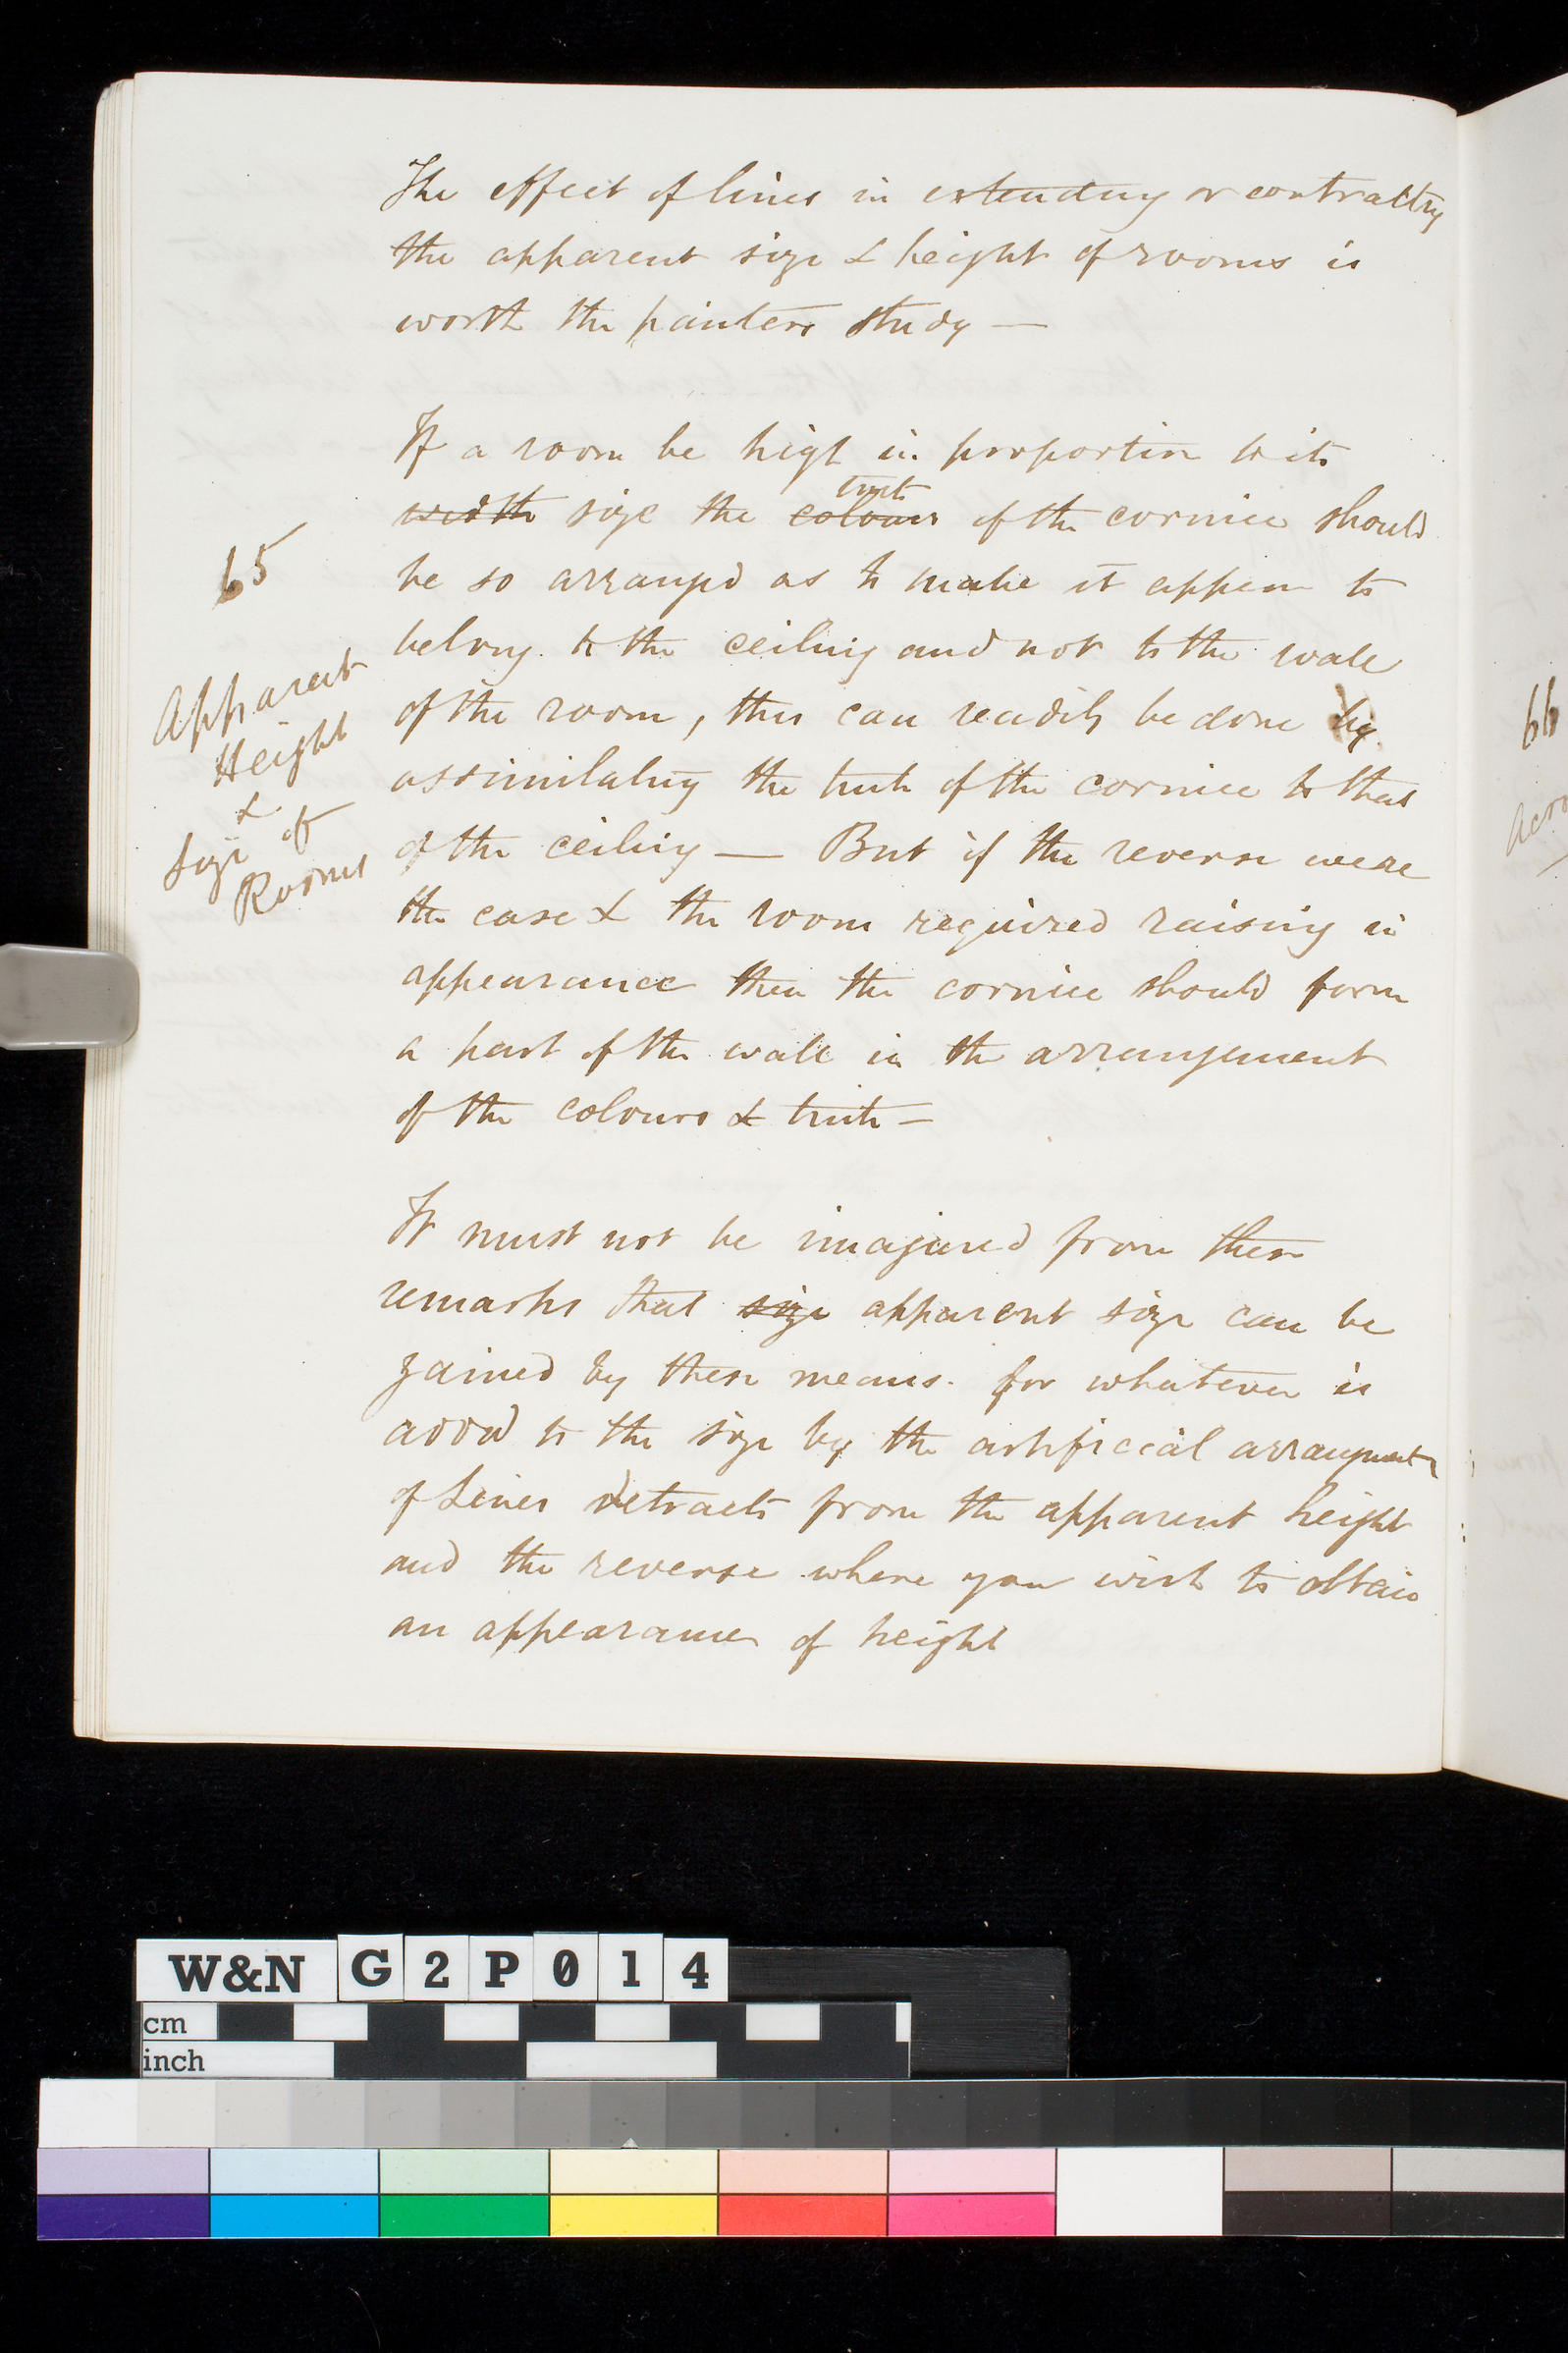 The effect of lines in extending or contracting
the apparent size & height of rooms is
worth the painters study —
If a room be high in proportion to its
width size the colours tints of the cornice should
be so arranged as to make it appear to
belong to the ceiling and not to the wall
of the room, this can readily be done by
assimilating the tints of the cornice to that
of the ceiling — But if the reverse were
the case & the room required raising in
appearance then the cornice should form
a part of the wall in the arrangement
of the colours & tints —
It must not be imagined from these
remarks that size apparent size can be
gained by these means. for whatever is
added to the size by the artificial arrangements
of Lines detracts from the apparent height
and the reverse where you wish to obtain
an appearance of height
65
Apparent
Height
&
Size of
Rooms
66
W&N G2P014
cm
inch